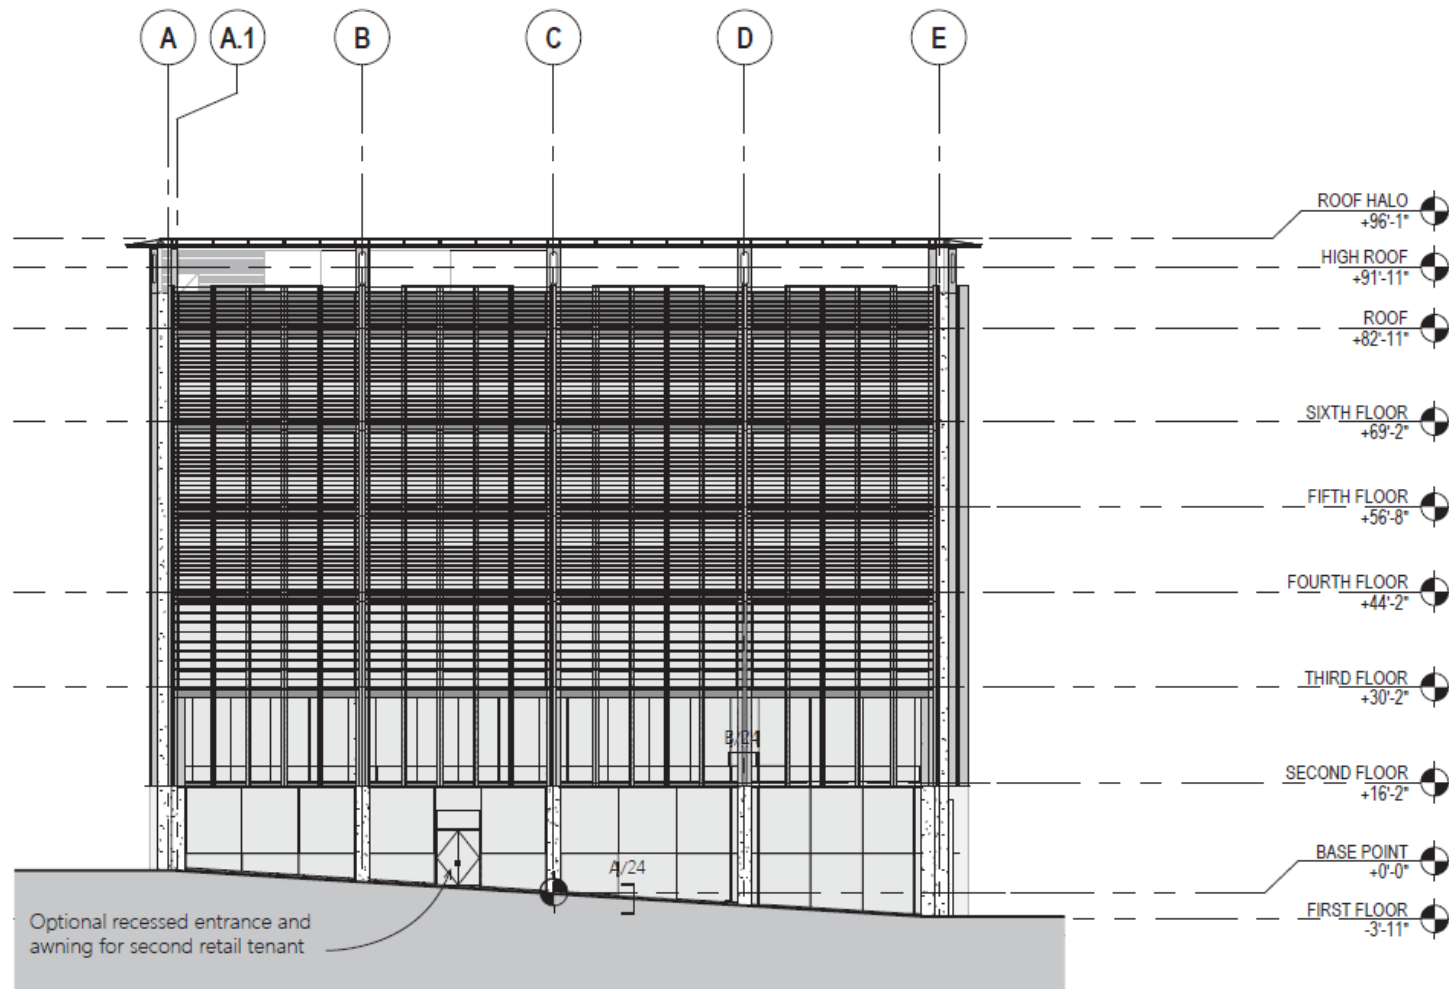 A
A.1
B
C
D
E
ROOF HALO
+96'-1"
HIGH ROOF
+91'-11"
ROOF
+82'-11"
SIXTH FLOOR
+69'-2"
FIFTH FLOOR
+56'-8"
FOURTH FLOOR
+44'-2"
THIRD FLOOR
+30'-2"
B/24
SECOND FLOOR
+16'-2"
BASE POINT
+0'-0"
A/24
FIRST FLOOR
-3'-11"
Optional recessed entrance and
awning for second retail tenant